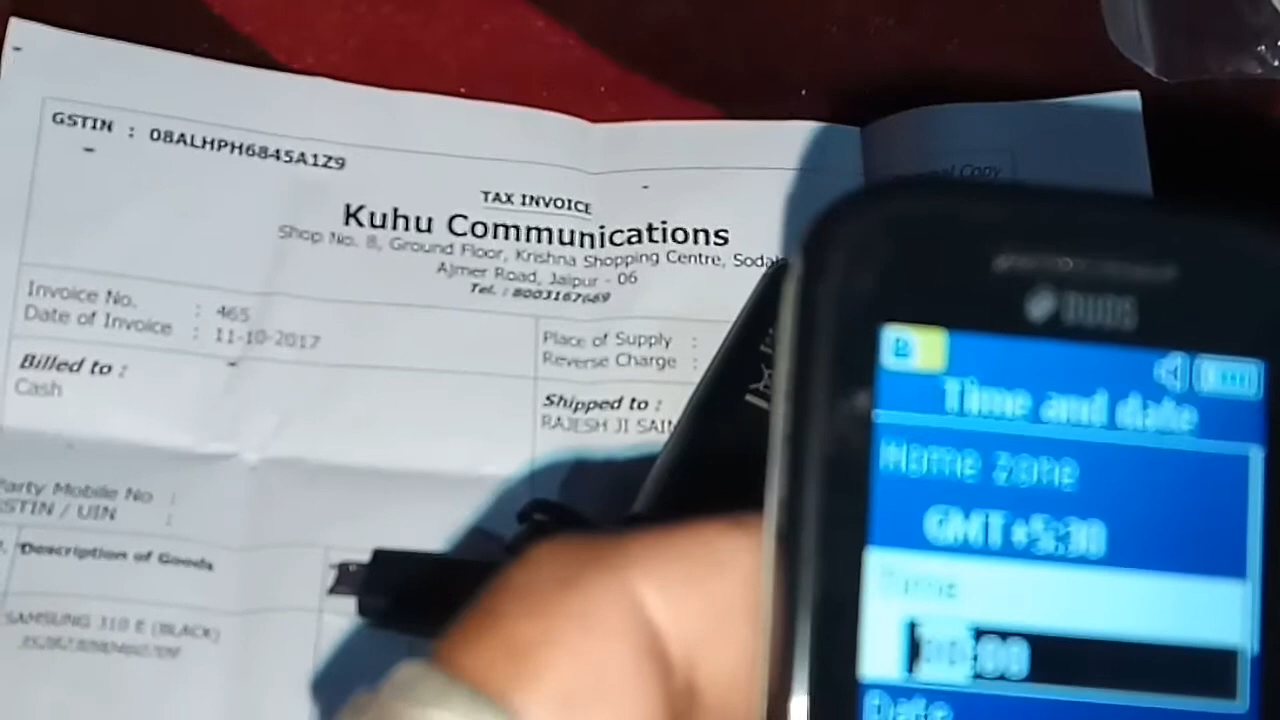 GSTIN : 08ALHPH6845A1Z9
TAX INVOICE
Kuhu Communications
Shop No. 8, Ground Floor, Krishna Shopping Centre,
Ajmer Road, Jaipur - 06
Tel. : 8003167669
Invoice No. : 465
Date of Invoice : 11-10-2017
Place of Supply :
Reverse Charge :
Billed to :
Cash
Shipped to :
RAJESH JI
Party Mobile No :
GSTIN / UIN :
Description of Goods
SAMSUNG 310 E (BLACK)
Copy
DUOS
Time and date
Home zone
GMT+5:30
Time
Date